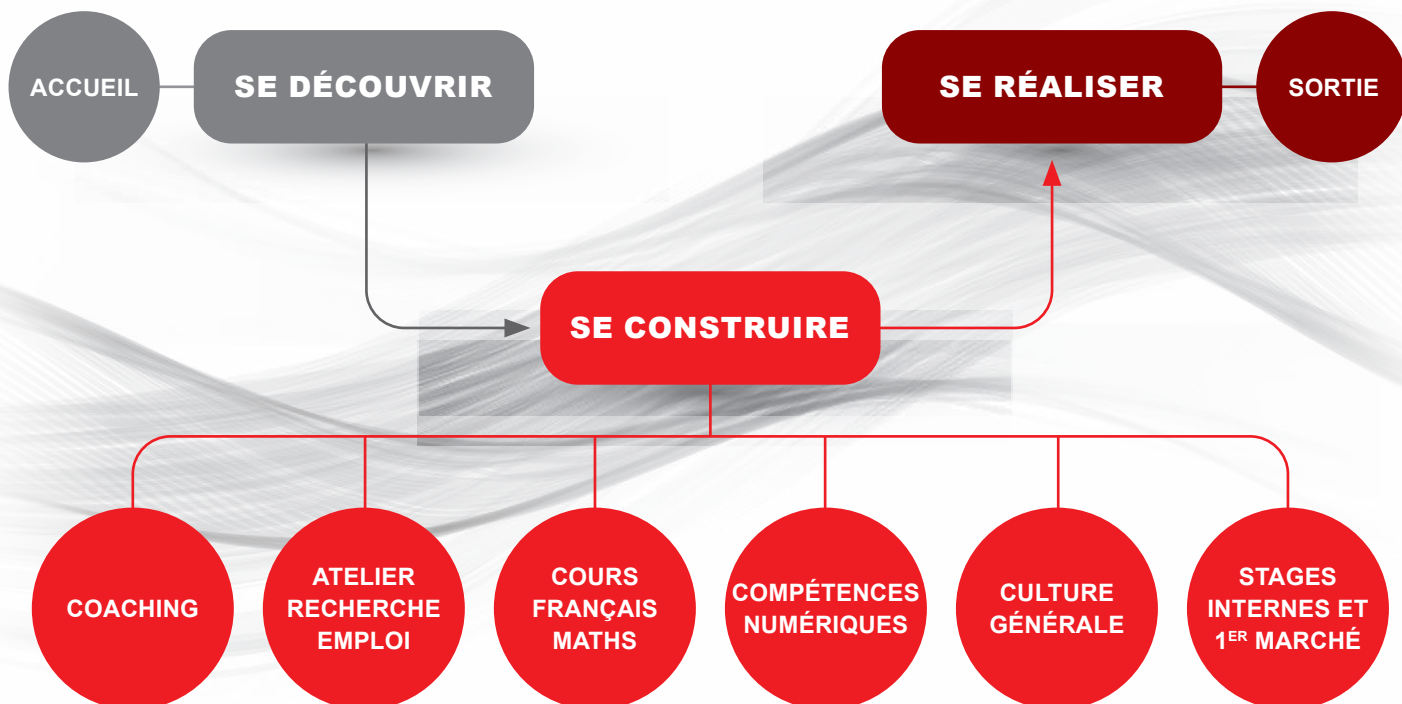 ACCUEIL
SE DÉCOUVRIR
SE RÉALISER
SORTIE
SE CONSTRUIRE
COACHING
ATELIER
RECHERCHE
EMPLOI
COURS
FRANÇAIS
MATHS
COMPÉTENCES
NUMÉRIQUES
CULTURE
GÉNÉRALE
STAGES
INTERNES ET
1ER MARCHÉ